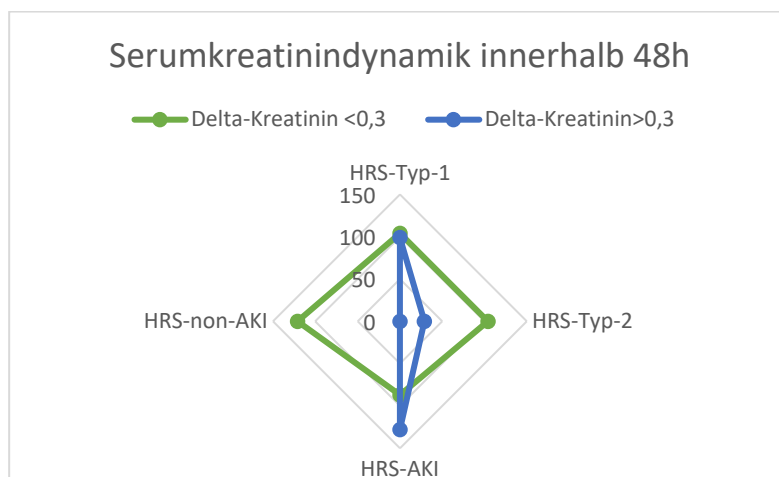 Serumkreatinindynamik innerhalb 48h
Delta-Kreatinin <0,3 Delta-Kreatinin>0,3
HRS-Typ-1
150
100
50
0
HRS-non-AKI
HRS-Typ-2
HRS-AKI